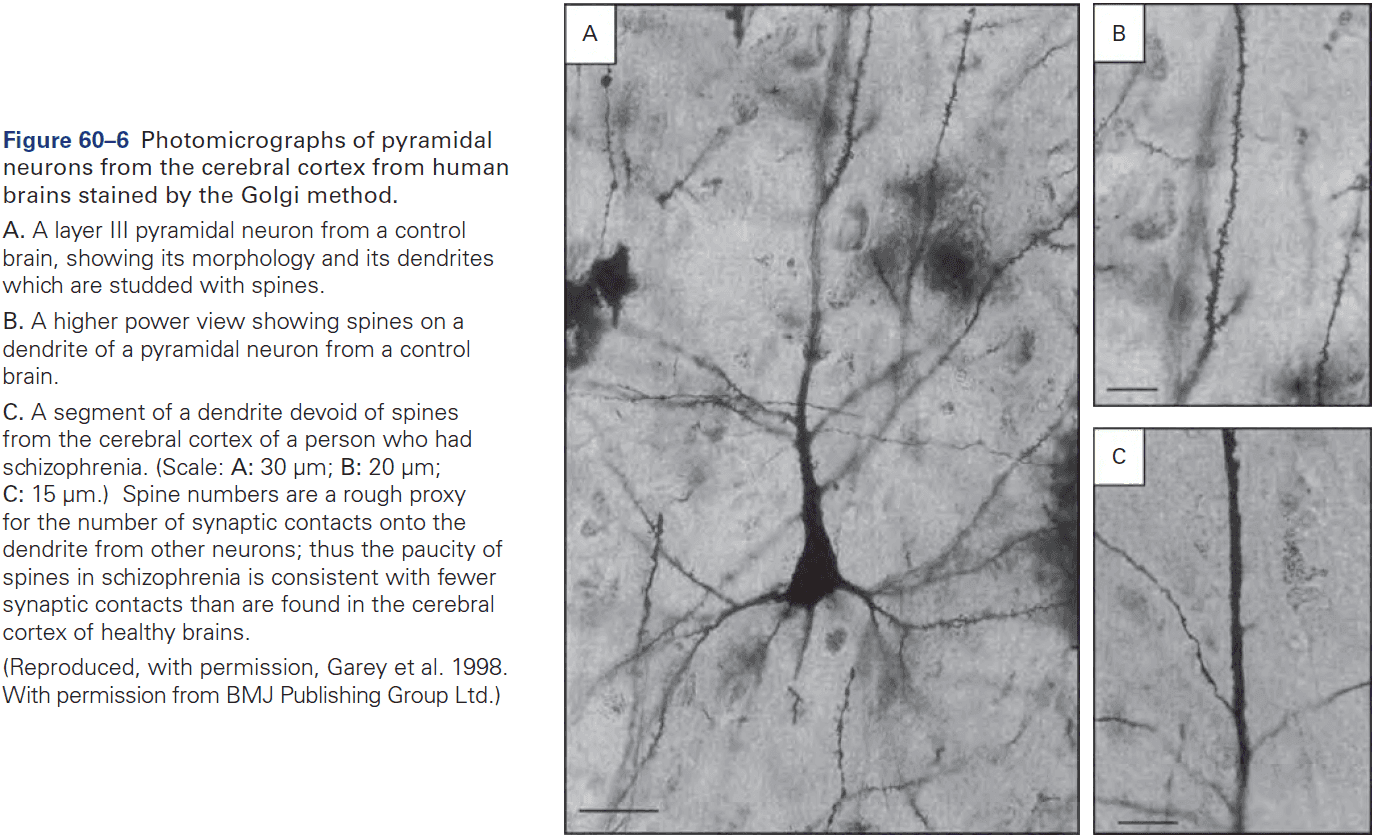 Figure 60–6 Photomicrographs of pyramidal
neurons from the cerebral cortex from human
brains stained by the Golgi method.
A. A layer III pyramidal neuron from a control
brain, showing its morphology and its dendrites
which are studded with spines.
B. A higher power view showing spines on a
dendrite of a pyramidal neuron from a control
brain.
C. A segment of a dendrite devoid of spines
from the cerebral cortex of a person who had
schizophrenia. (Scale: A: 30 μm; B: 20 μm;
C: 15 μm.) Spine numbers are a rough proxy
for the number of synaptic contacts onto the
dendrite from other neurons; thus the paucity of
spines in schizophrenia is consistent with fewer
synaptic contacts than are found in the cerebral
cortex of healthy brains.
(Reproduced, with permission, Garey et al. 1998.
With permission from BMJ Publishing Group Ltd.)
A
B
C